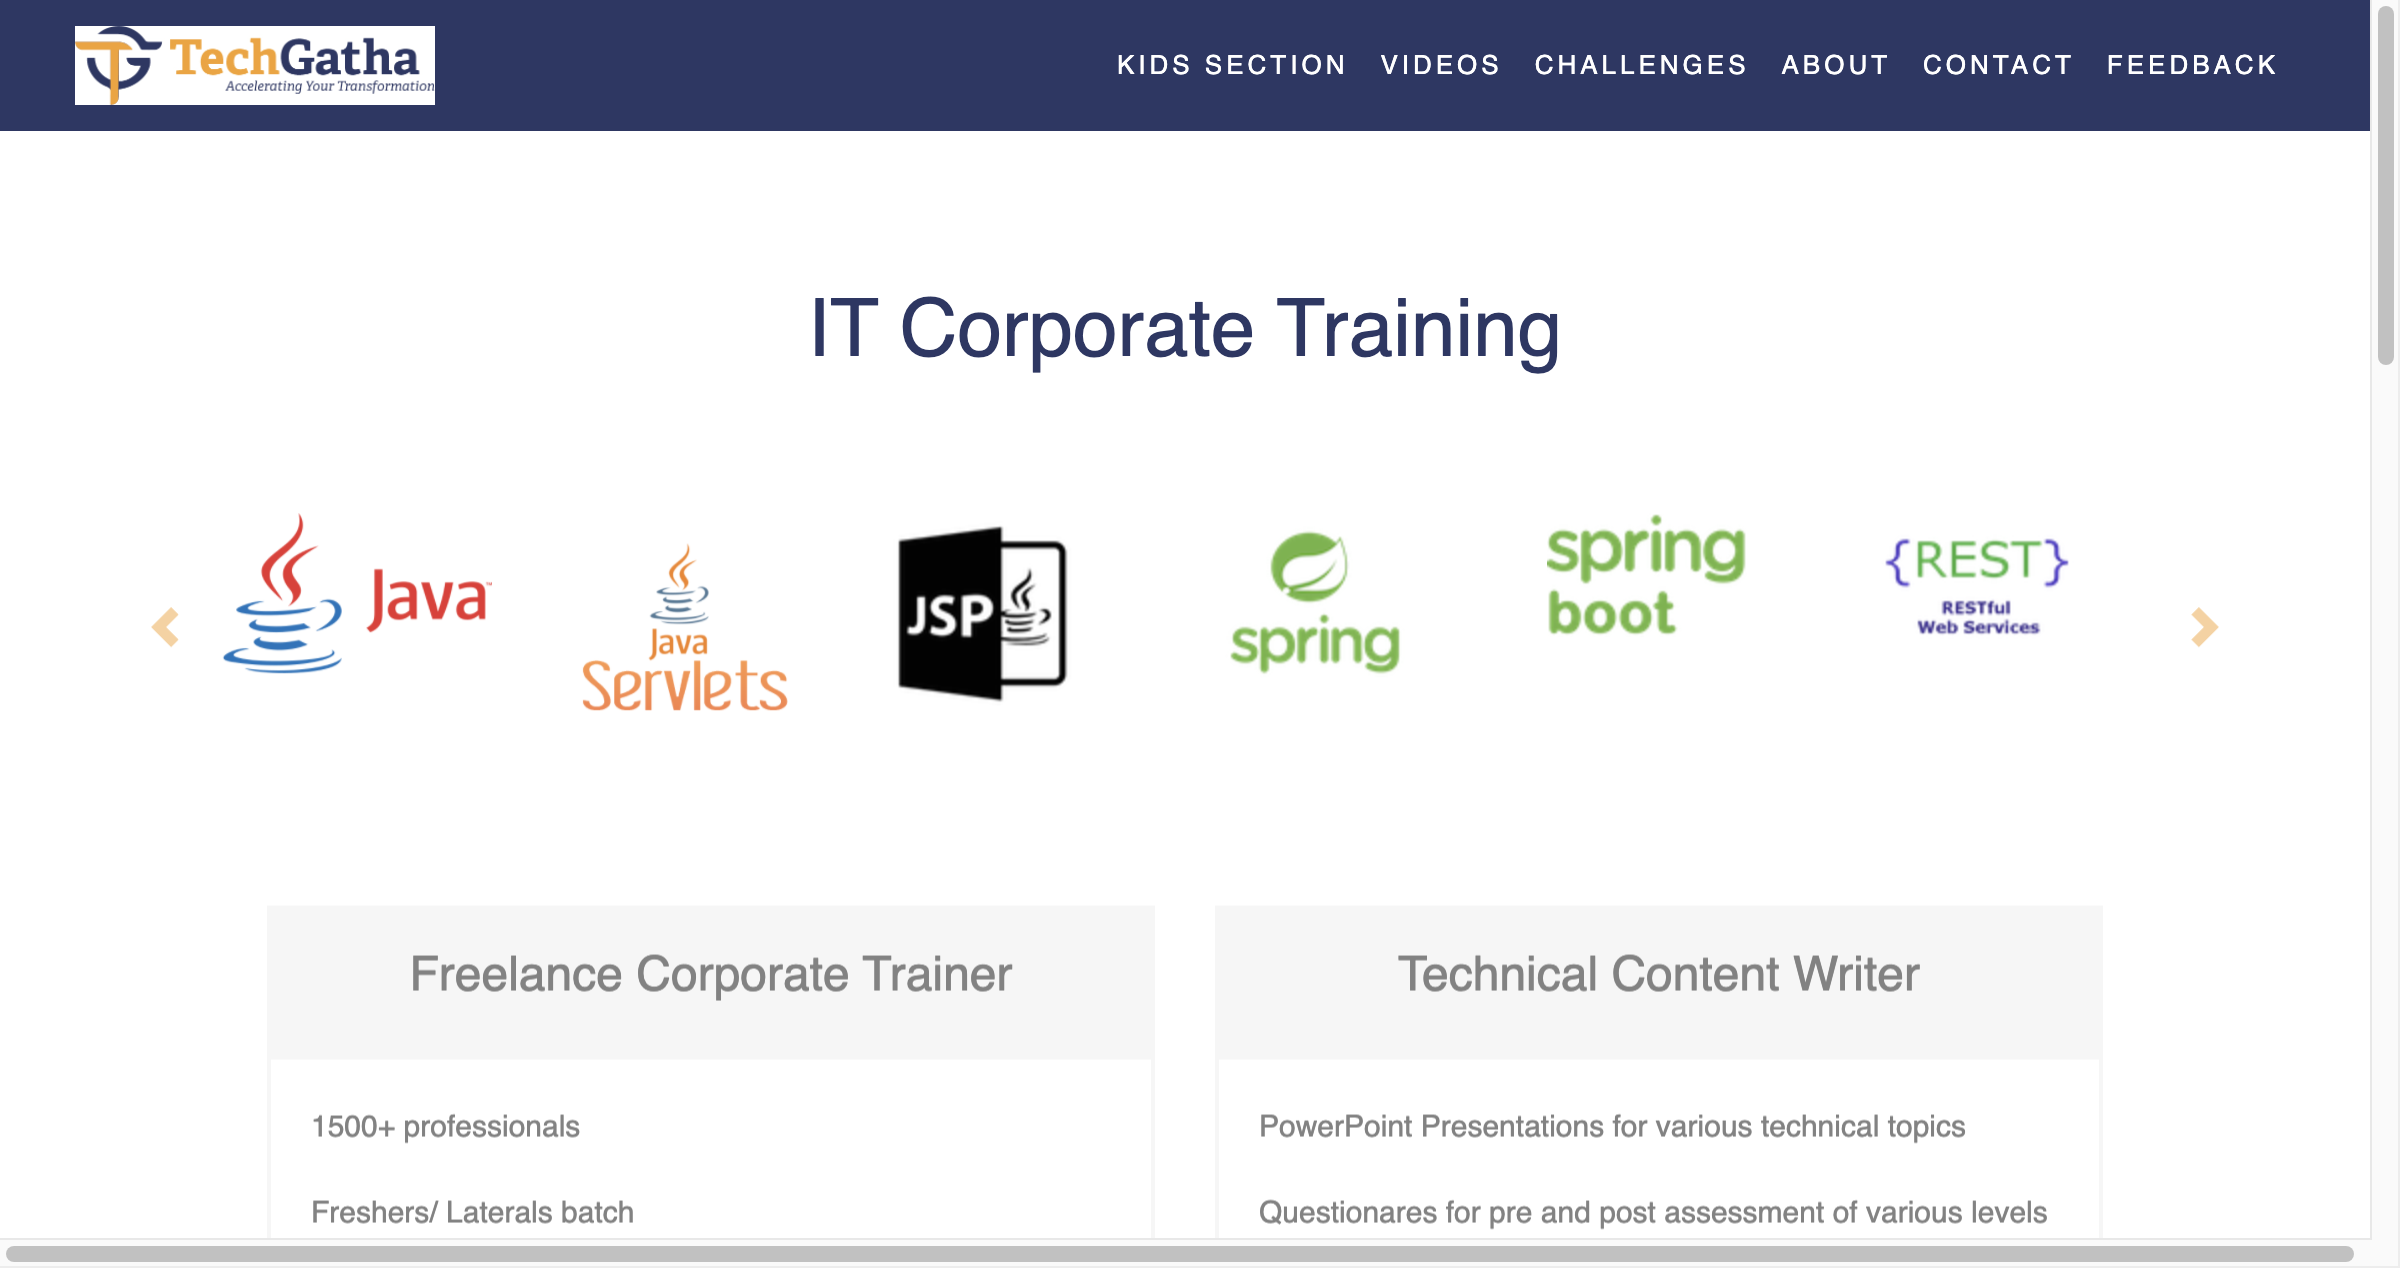 TechGatha
Accelerating Your Transformation
KIDS SECTION VIDEOS CHALLENGES ABOUT CONTACT FEEDBACK
IT Corporate Training
Java™
Java
Servlets
JSP
spring
spring
boot
{REST}
RESTful
Web Services
Freelance Corporate Trainer
1500+ professionals
Freshers/ Laterals batch
Technical Content Writer
PowerPoint Presentations for various technical topics
Questionares for pre and post assessment of various levels